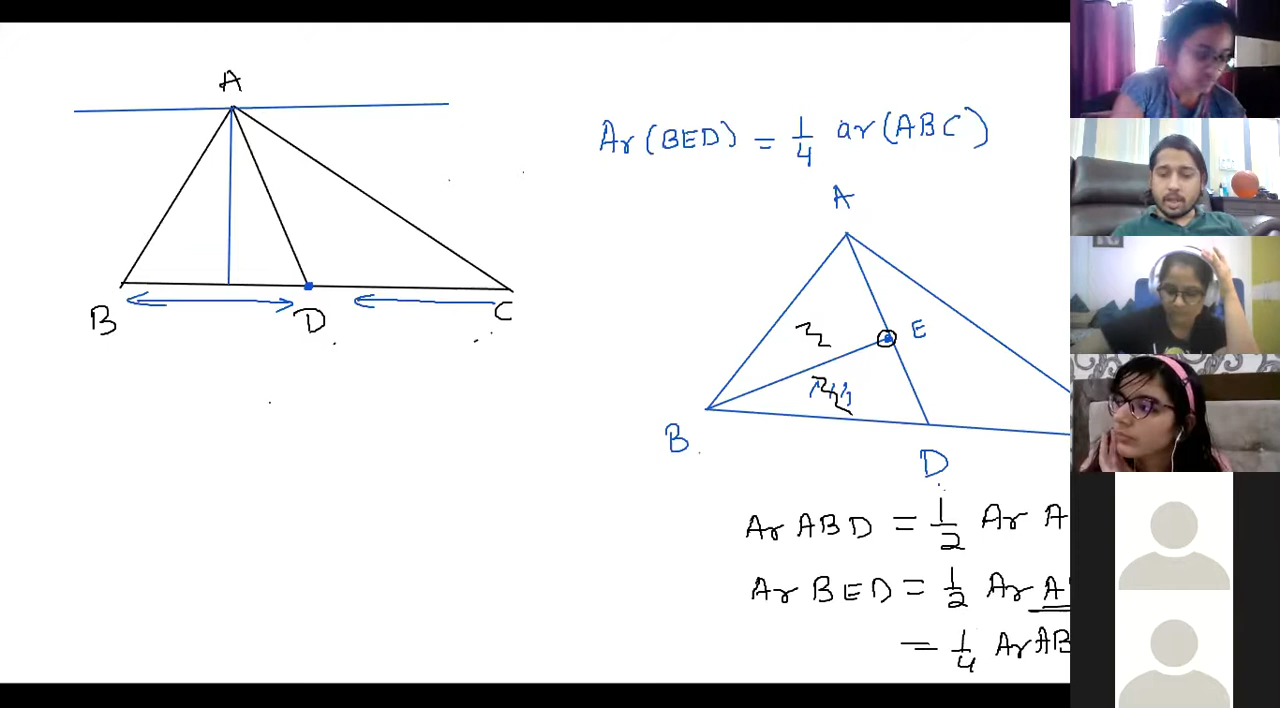 A
B D C
Ar(BED) = 1/4 ar(ABC)
A
E
B
D
Ar ABD = 1/2 Ar A
Ar BED = 1/2 Ar A
= 1/4 Ar AB